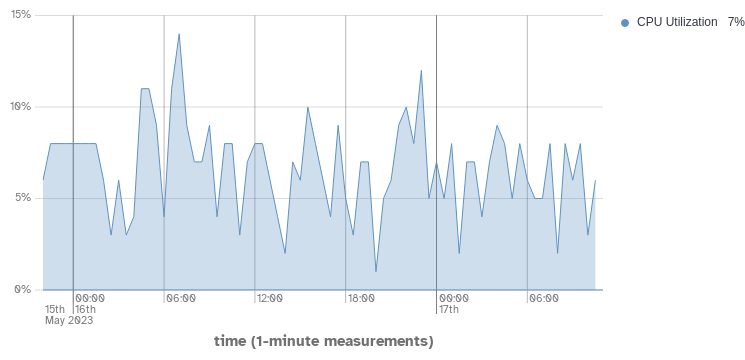 15%
10%
5%
0%
00:00 06:00 12:00 18:00 00:00 06:00
15th 16th 17th
May 2023
time (1-minute measurements)
CPU Utilization 7%